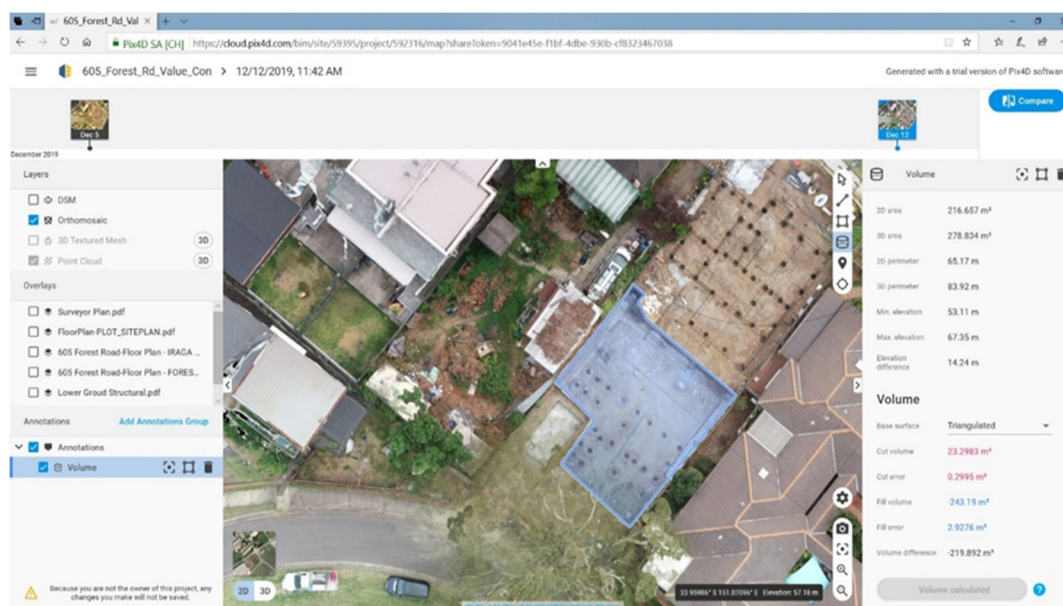 605_Forest_Rd_Val
Pix4D SA [CH] https://cloud.pix4d.com/bim/site/59395/project/592316/map?shareToken=9041e45e-f1bf-4dbe-930b-cf8323467038
605_Forest_Rd_Value_Con > 12/12/2019, 11:42 AM
Generated with a trial version of Pix4D software
Compare
Dec 5
Dec 12
December 2019
Layers
DSM
Orthomosaic
3D Textured Mesh 3D
Point Cloud 3D
Overlays
Surveyor Plan.pdf
FloorPlan-PLOT_SITEPLAN.pdf
605 Forest Road-Floor Plan - IRAGA ...
605 Forest Road-Floor Plan - FORES...
Lower Groud Structural.pdf
Annotations Add Annotations Group
Annotations
Volume
Because you are not the owner of this project, any
changes you make will not be saved.
2D 3D
33.95985° S 151.07096° E Elevation: 57.18 m
Volume
2D area 216.657 m²
3D area 278.834 m²
2D perimeter 65.17 m
3D perimeter 83.92 m
Min. elevation 53.11 m
Max. elevation 67.35 m
Elevation
difference 14.24 m
Volume
Base surface Triangulated
Cut volume 23.2983 m³
Cut error 0.2995 m³
Fill volume -243.19 m³
Fill error 2.9276 m³
Volume difference -219.892 m³
Volume calculated